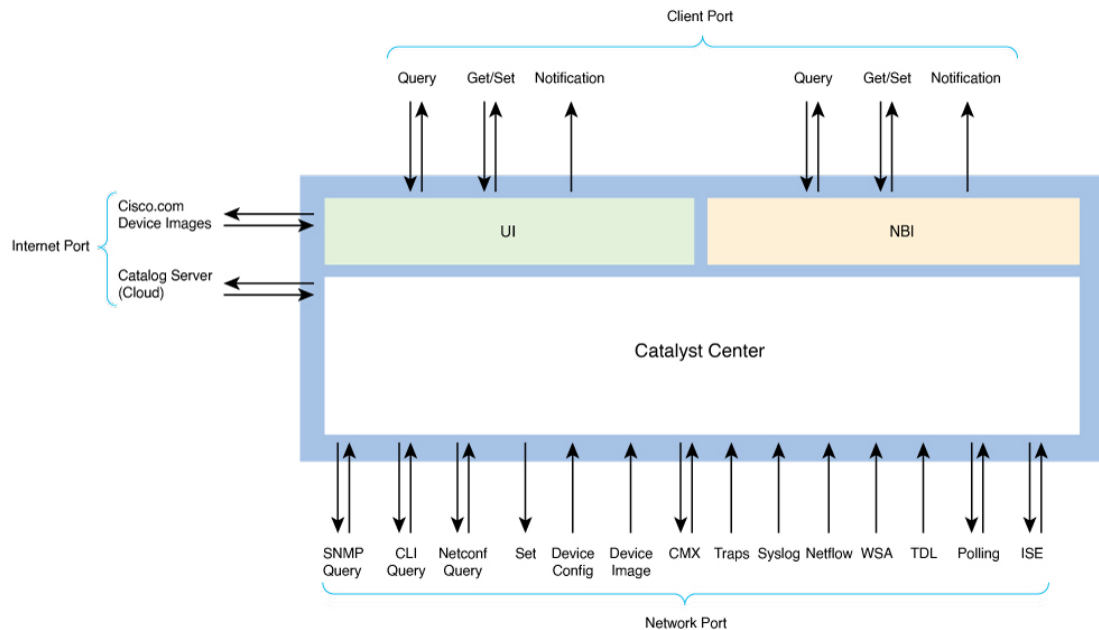 Client Port
Query
Get/Set
Notification
Query
Get/Set
Notification
Cisco.com
Device Images
Internet Port
Catalog Server
(Cloud)
UI
NBI
Catalyst Center
SNMP
Query
CLI
Query
Netconf
Query
Set
Device
Config
Device
Image
CMX
Traps
Syslog
Netflow
WSA
TDL
Polling
ISE
Network Port